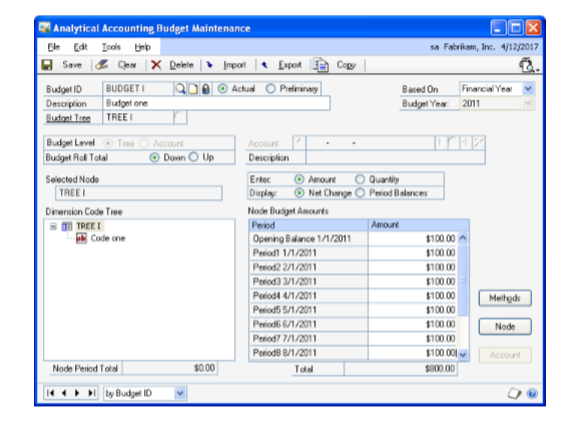 Analytical Accounting Budget Maintenance
File Edit Tools Help sa Fabrikam, Inc. 4/12/2017
Save Clear Delete Import Export Copy
Budget ID BUDGET I Actual Preliminary Based On Financial Year
Description Budget one Budget Year: 2011
Budget Tree TREE I
Budget Level Tree Account Account - -
Budget Roll Total Down Up Description
Selected Node Enter: Amount Quantity
TREE I Display: Net Change Period Balances
Dimension Code Tree Node Budget Amounts
TREE I Period Amount
Code one Opening Balance 1/1/2011 $100.00
Period1 1/1/2011 $100.00
Period2 2/1/2011 $100.00
Period3 3/1/2011 $100.00
Period4 4/1/2011 $100.00 Methods
Period5 5/1/2011 $100.00
Period6 6/1/2011 $100.00 Node
Period7 7/1/2011 $100.00
Period8 8/1/2011 $100.00 Account
Node Period Total $0.00 Total $800.00
by Budget ID